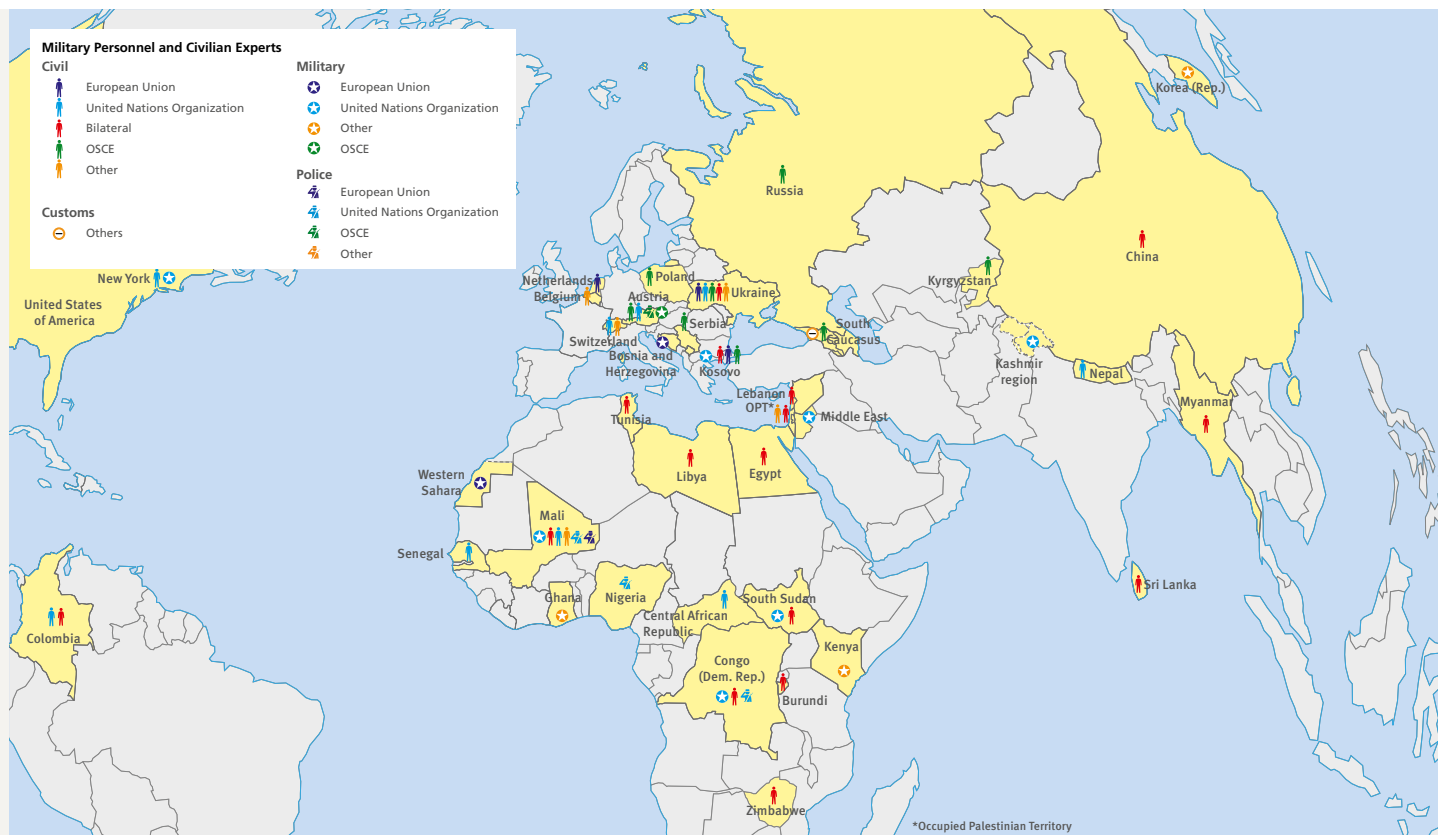 Military Personnel and Civilian Experts
Civil
European Union
United Nations Organization
Bilateral
OSCE
Other
Customs
Others
Military
European Union
United Nations Organization
Other
OSCE
Police
European Union
United Nations Organization
OSCE
Other
Korea (Rep.)
Russia
China
New York
United States
of America
Netherlands
Belgium
Poland
Austria
Ukraine
Kyrgyzstan
Serbia
Switzerland
South
Caucasus
Bosnia and
Herzegovina
Kosovo
Kashmir
region
Nepal
Lebanon
OPT*
Middle East
Myanmar
Tunisia
Libya
Egypt
Western
Sahara
Mali
Senegal
Ghana
Nigeria
Central African
Republic
South Sudan
Sri Lanka
Colombia
Kenya
Congo
(Dem. Rep.)
Burundi
Zimbabwe
*Occupied Palestinian Territory